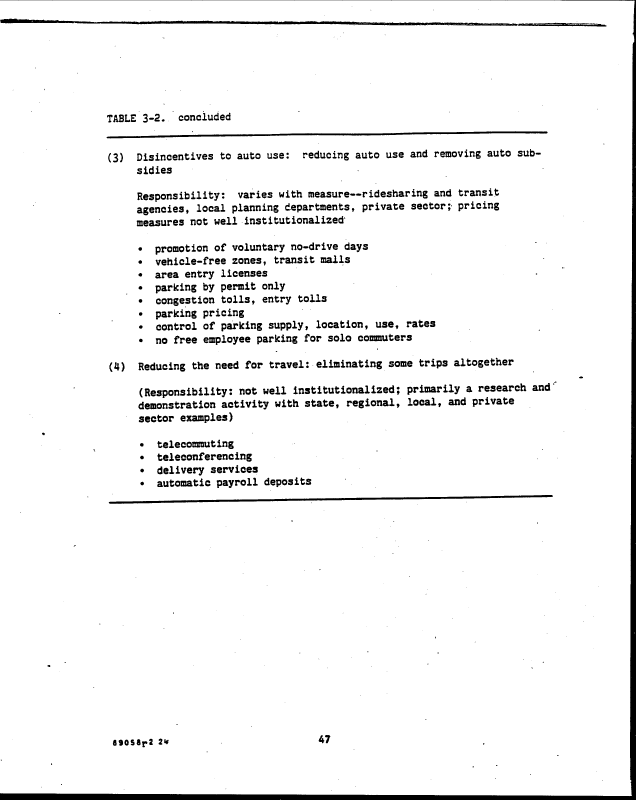 TABLE 3-2. concluded
(3) Disincentives to auto use: reducing auto use and removing auto sub-
sidies
Responsibility: varies with measure--ridesharing and transit
agencies, local planning departments, private sector; pricing
measures not well institutionalized
• promotion of voluntary no-drive days
• vehicle-free zones, transit malls
• area entry licenses
• parking by permit only
• congestion tolls, entry tolls
• parking pricing
• control of parking supply, location, use, rates
• no free employee parking for solo commuters
(4) Reducing the need for travel: eliminating some trips altogether
(Responsibility: not well institutionalized; primarily a research and
demonstration activity with state, regional, local, and private
sector examples)
• telecommuting
• teleconferencing
• delivery services
• automatic payroll deposits
89058r2 24
47